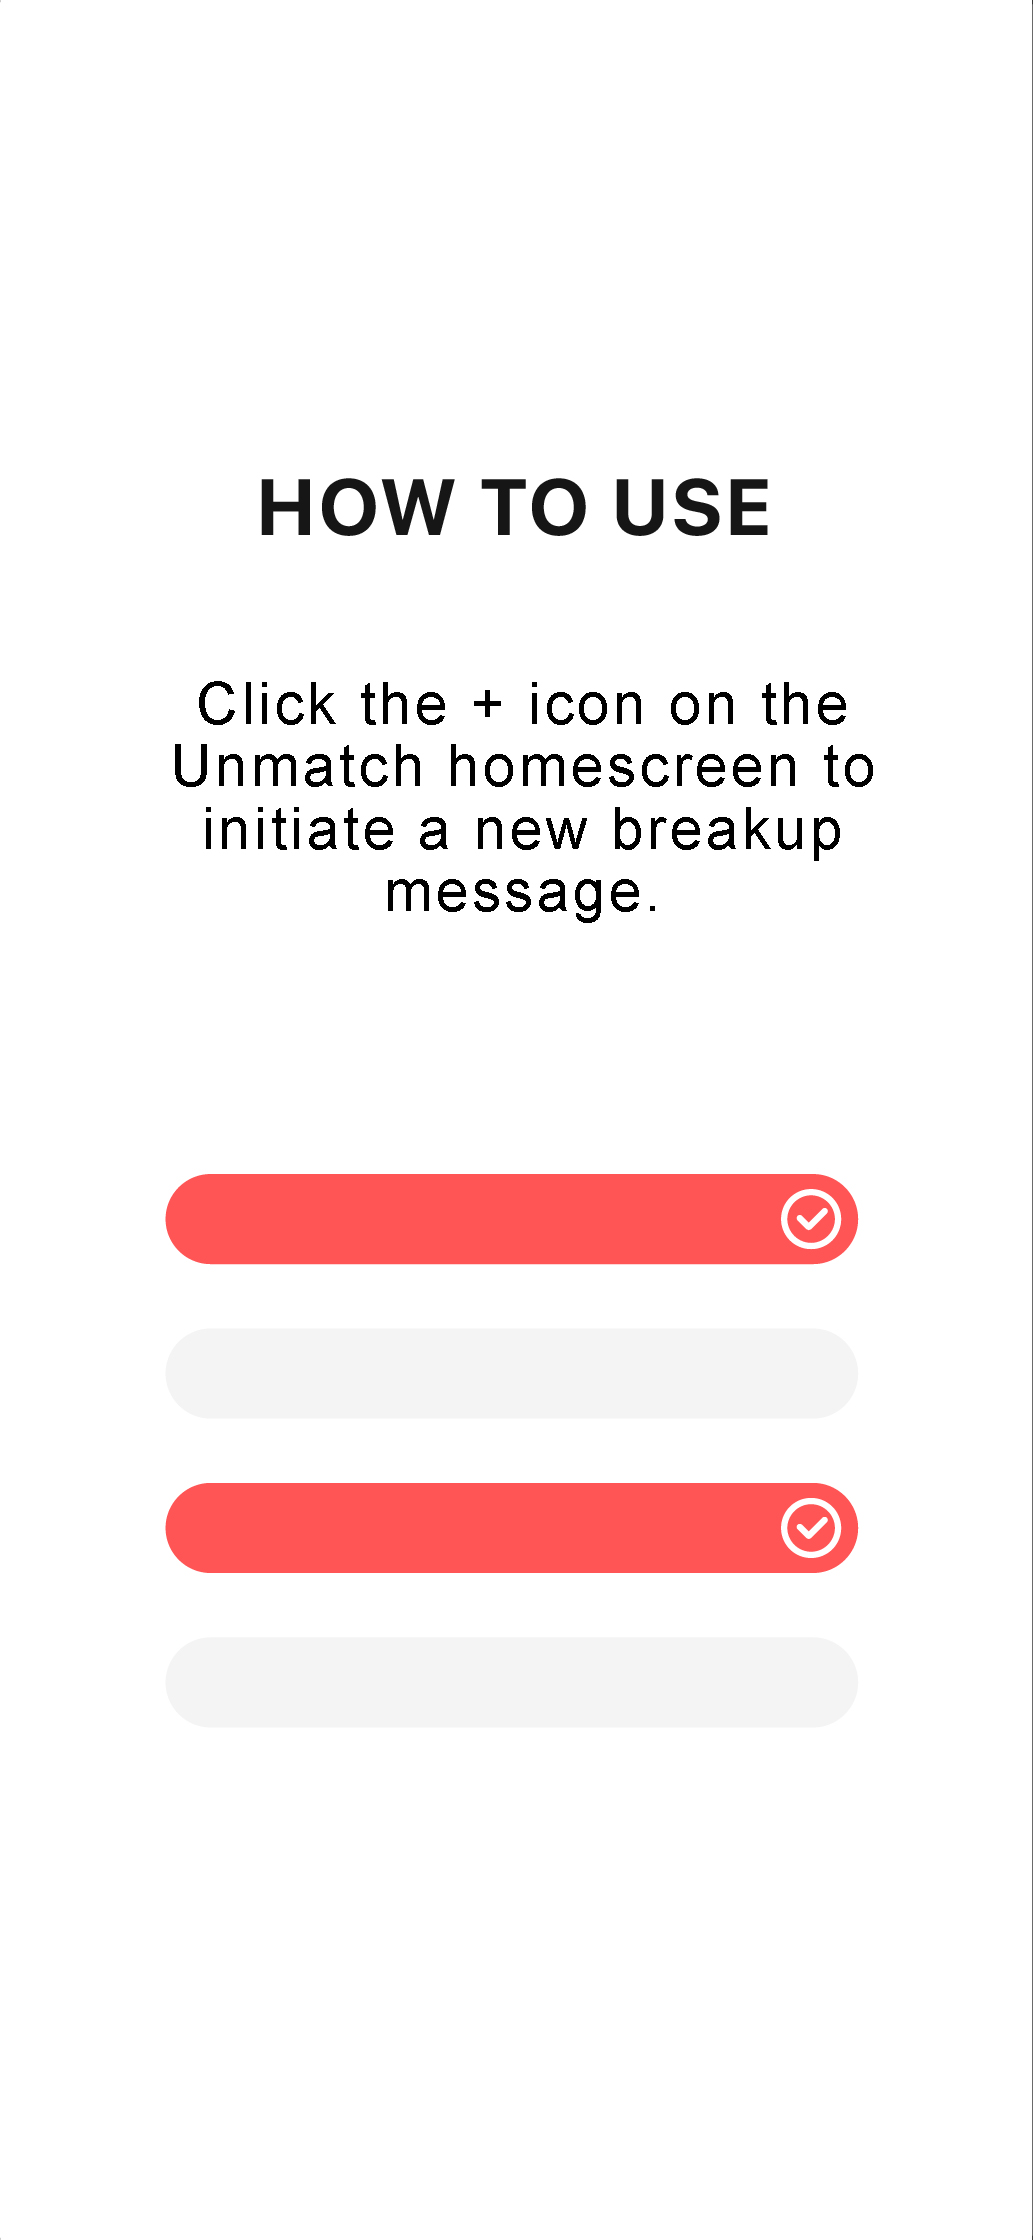 HOW TO USE
Click the + icon on the
Unmatch homescreen to
initiate a new breakup
message.